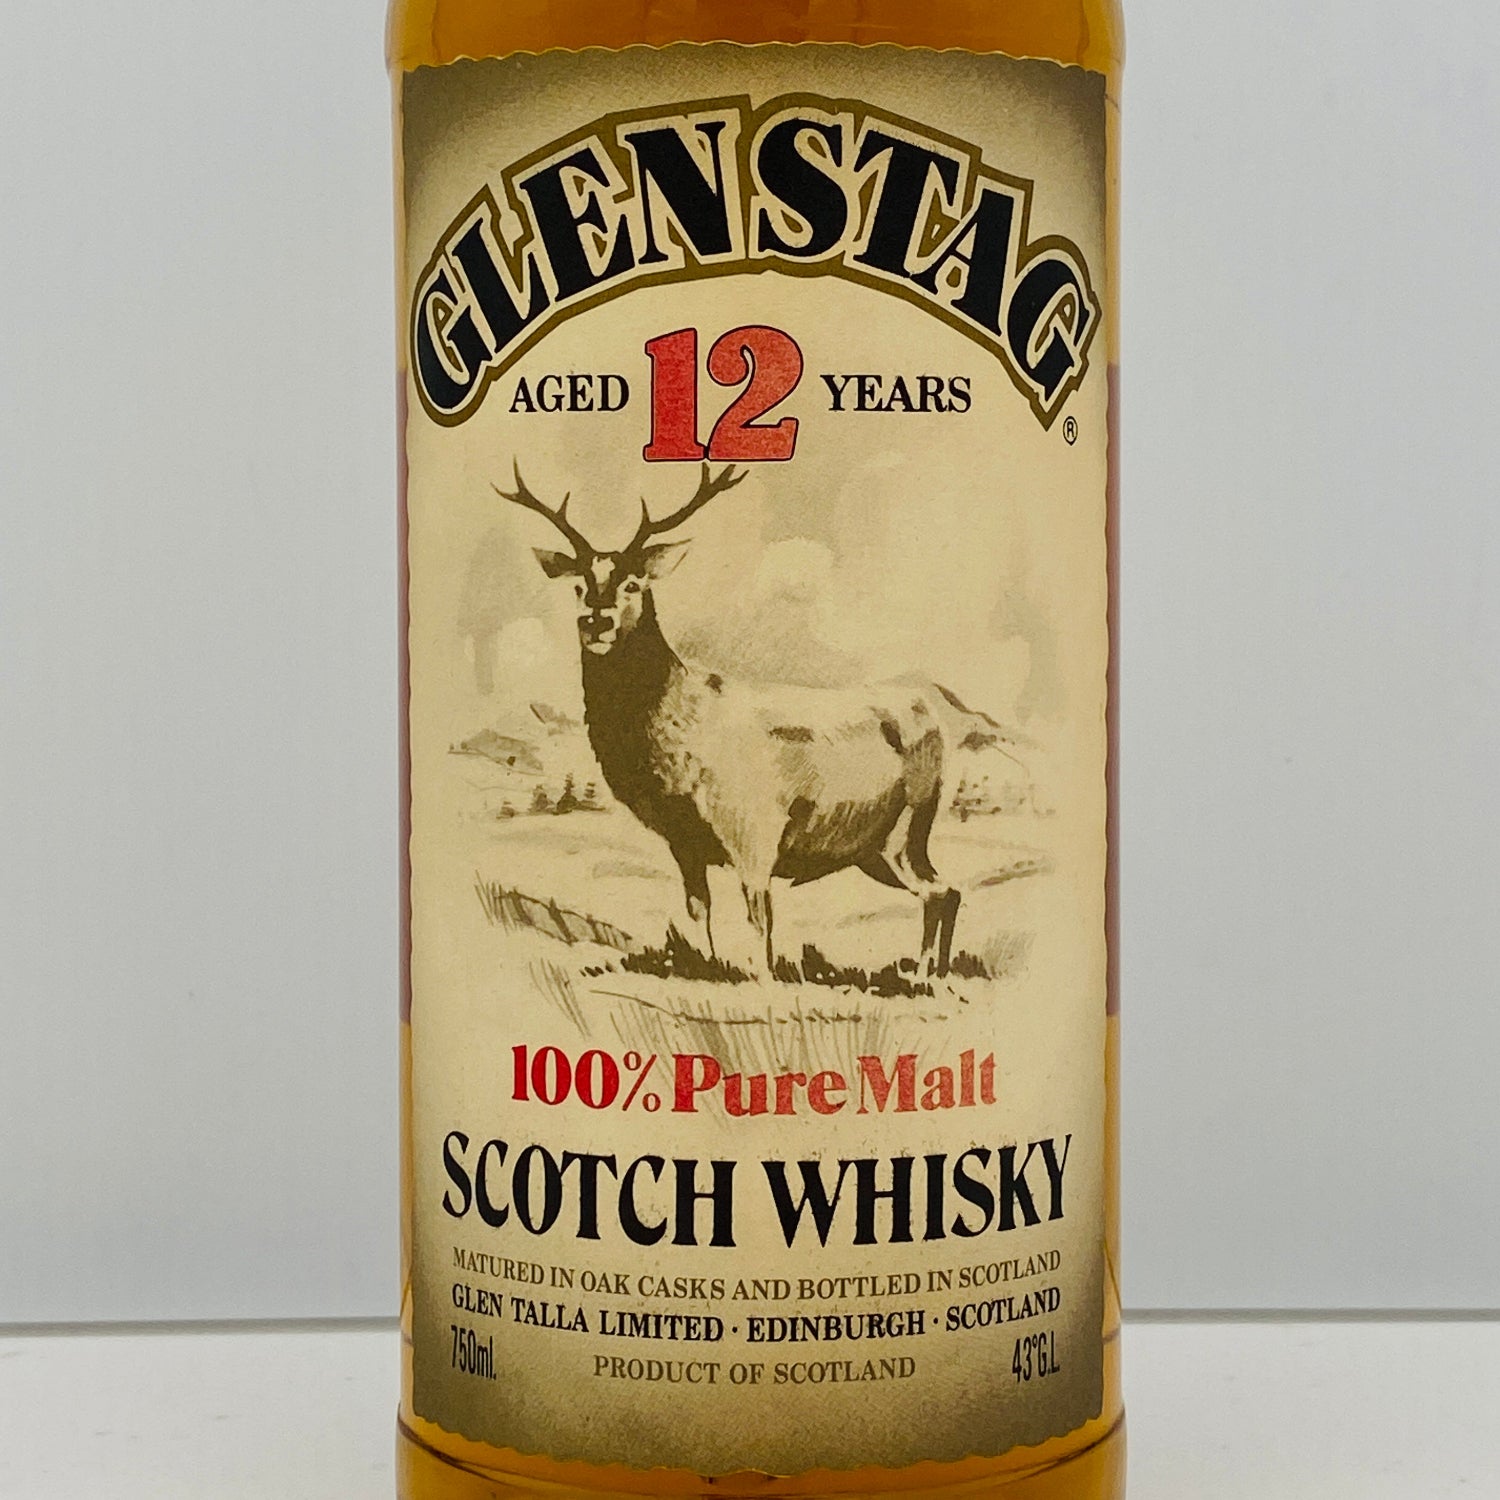 GLENSTAG
®
AGED 12 YEARS
100% Pure Malt
SCOTCH WHISKY
MATURED IN OAK CASKS AND BOTTLED IN SCOTLAND
GLEN TALLA LIMITED · EDINBURGH · SCOTLAND
750ml. PRODUCT OF SCOTLAND 43°G.L.